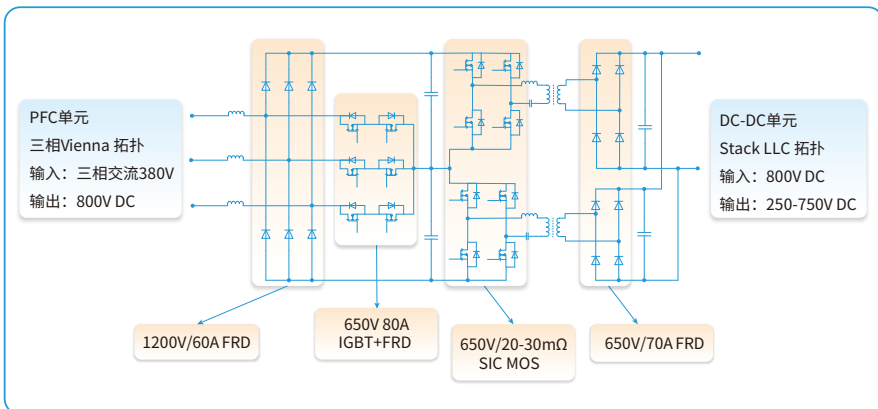 PFC单元
三相Vienna 拓扑
输入：三相交流380V
输出：800V DC
DC-DC单元
Stack LLC 拓扑
输入：800V DC
输出：250-750V DC
1200V/60A FRD
650V 80A
IGBT+FRD
650V/20-30mΩ
SIC MOS
650V/70A FRD